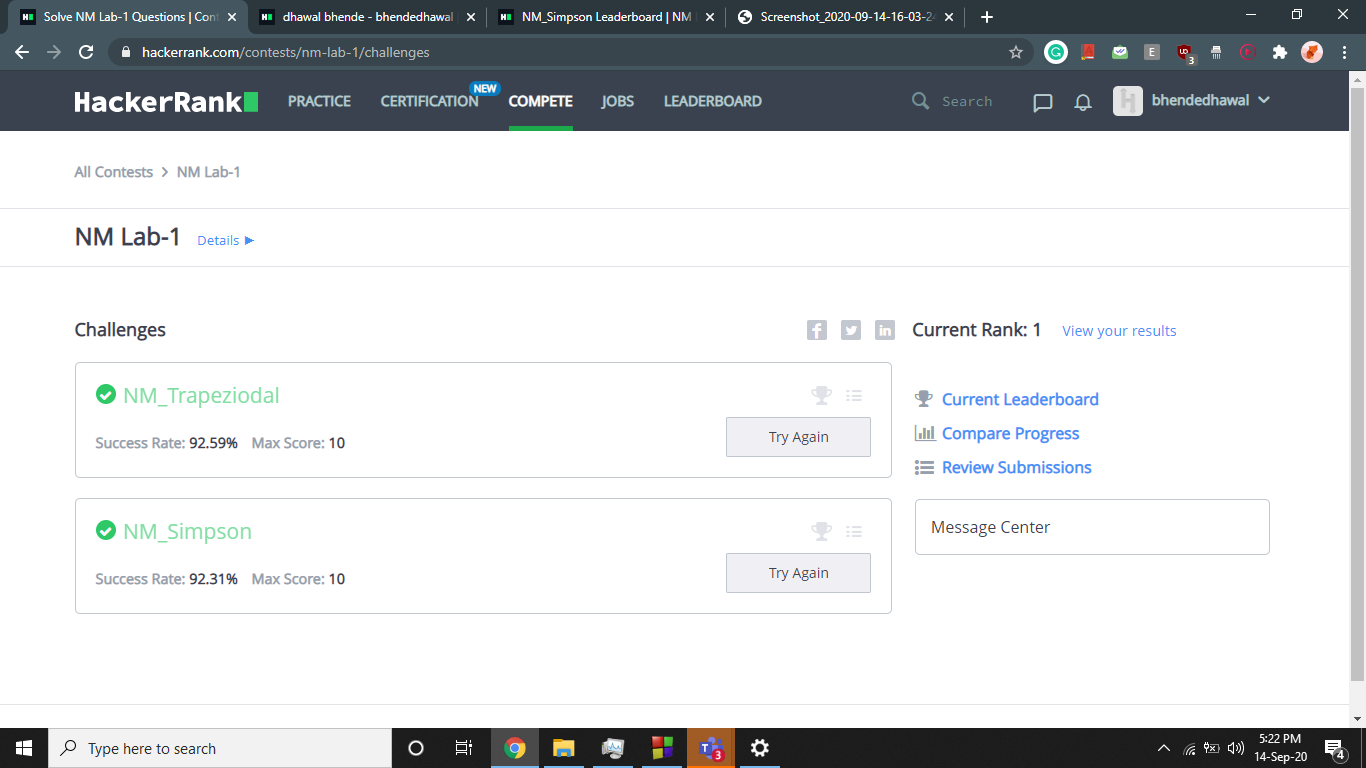 Solve NM Lab-1 Questions | Con
dhawal bhende - bhendedhawal
NM_Simpson Leaderboard | NM
Screenshot_2020-09-14-16-03-2
hackerrank.com/contests/nm-lab-1/challenges
E
3
HackerRank
PRACTICE
CERTIFICATION
NEW
COMPETE
JOBS
LEADERBOARD
Search
bhendedhawal
All Contests > NM Lab-1
NM Lab-1 Details ▶
Challenges
NM_Trapeziodal
Success Rate: 92.59% Max Score: 10
Try Again
NM_Simpson
Success Rate: 92.31% Max Score: 10
Try Again
Current Rank: 1 View your results
Current Leaderboard
Compare Progress
Review Submissions
Message Center
Type here to search
3
5:22 PM
14-Sep-20
4